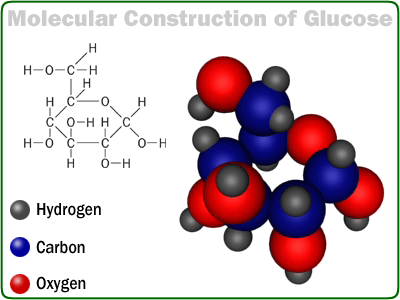 Molecular Construction of Glucose
H
H–O–C–H
H
H C O H
C O–H H C
H–O C C O–H
H O–H
Hydrogen
Carbon
Oxygen